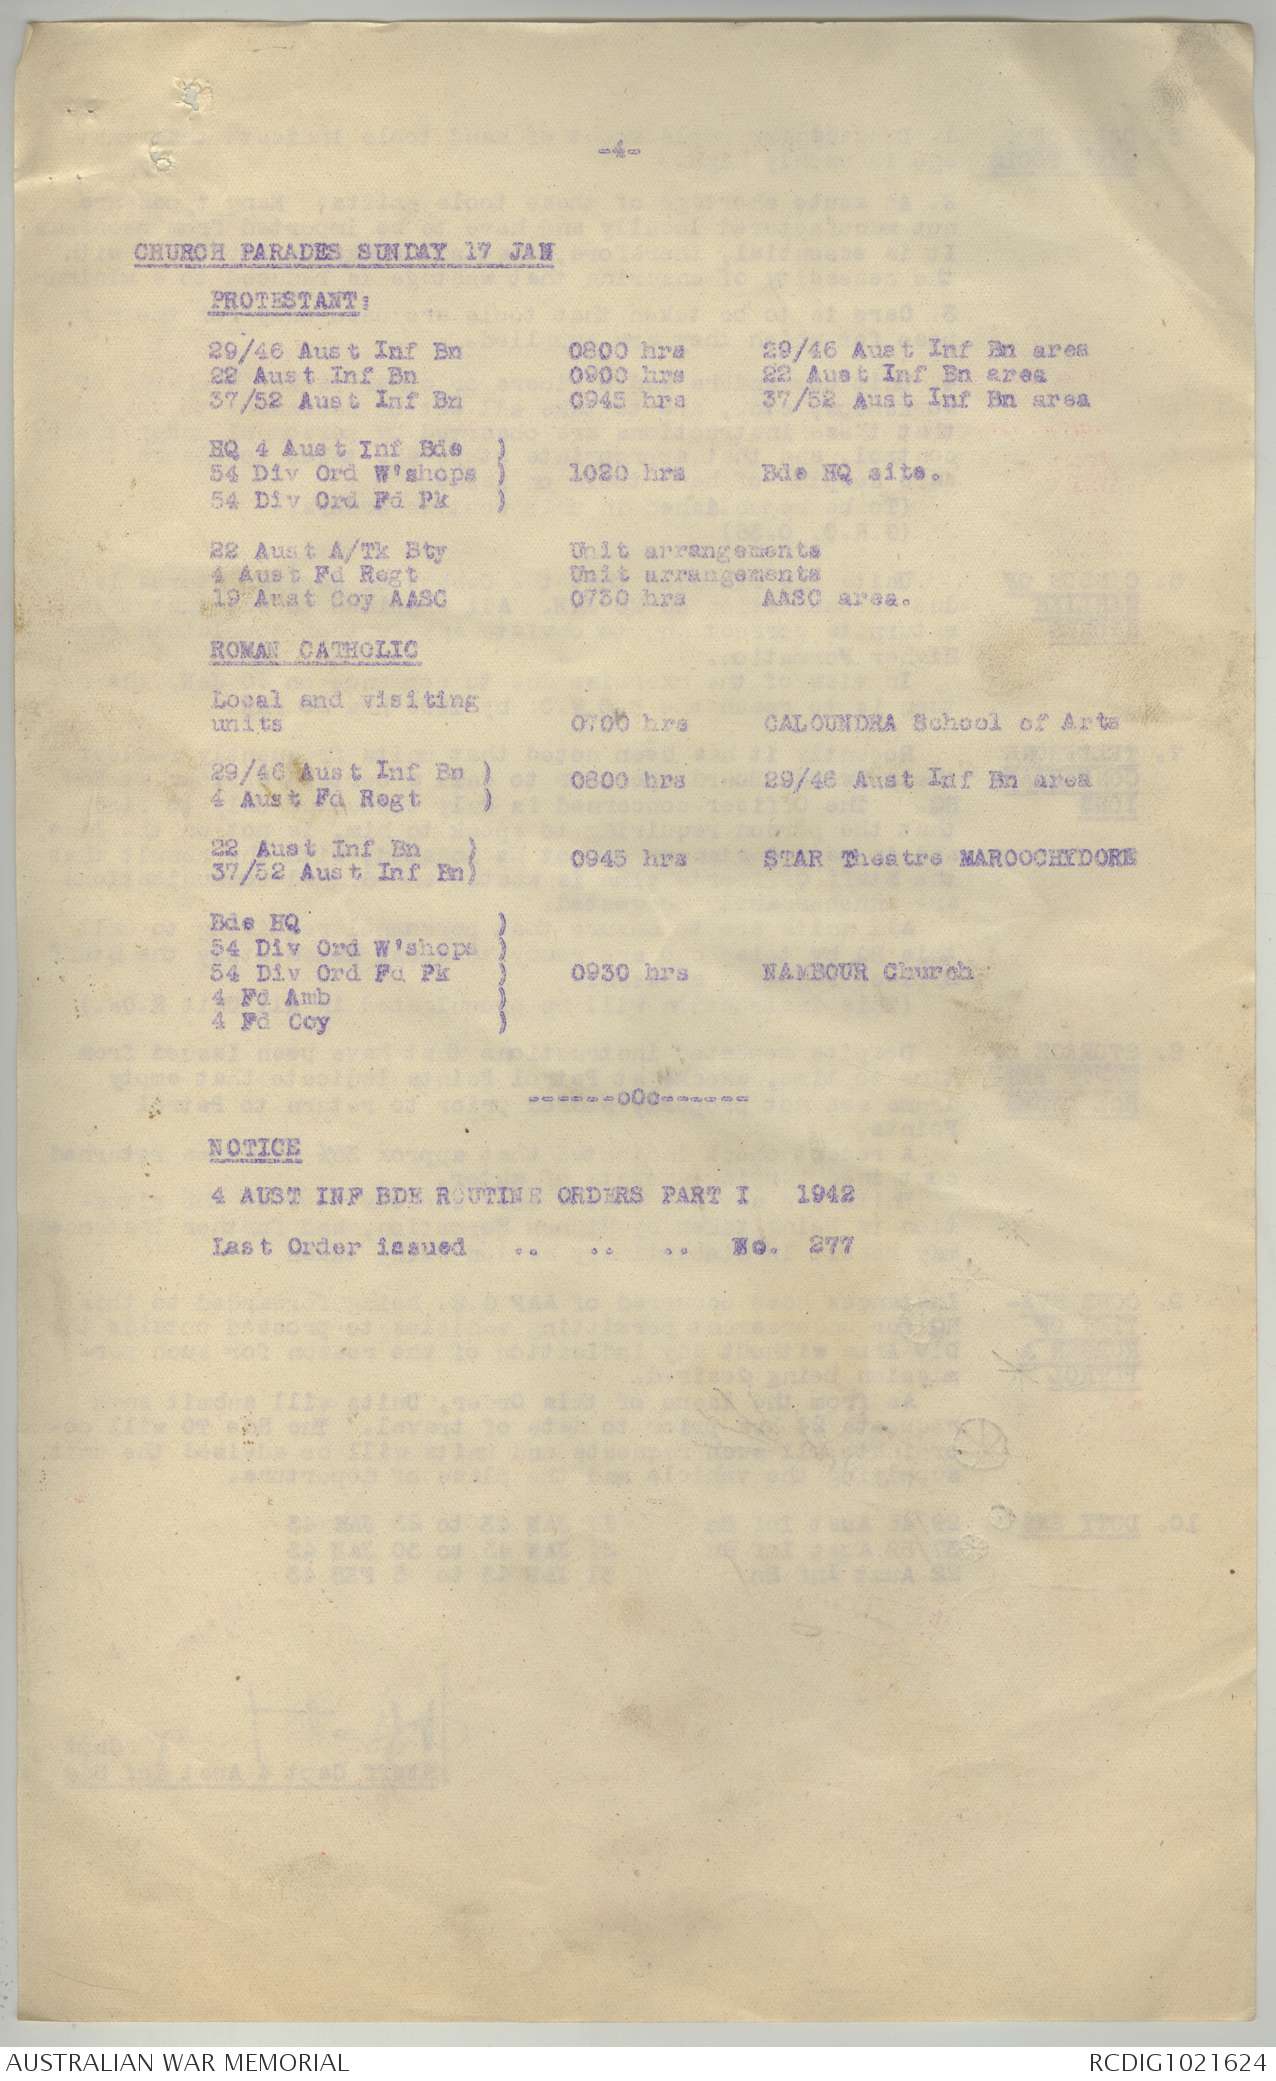 -4-
CHURCH PARADES SUNDAY 17 JAN
PROTESTANT:
29/46 Aust Inf Bn 0800 hrs 29/46 Aust Inf Bn area
22 Aust Inf Bn 0900 hrs 22 Aust Inf Bn area
37/52 Aust Inf Bn 0945 hrs 37/52 Aust Inf Bn area
HQ 4 Aust Inf Bde )
54 Div Ord W'shops ) 1020 hrs Bde HQ site.
54 Div Ord Fd Pk )
22 Aust A/Tk Bty Unit arrangements
4 Aust Fd Regt Unit arrangements
19 Aust Coy AASC 0730 hrs AASC area.
ROMAN CATHOLIC
Local and visiting
units 0700 hrs CALOUNDRA School of Arts
29/46 Aust Inf Bn )
4 Aust Fd Regt ) 0800 hrs 29/46 Aust Inf Bn area
22 Aust Inf Bn )
37/52 Aust Inf Bn) 0945 hrs STAR Theatre MAROOCHYDORE
Bde HQ )
54 Div Ord W'shops )
54 Div Ord Fd Pk ) 0930 hrs NAMBOUR Church
4 Fd Amb )
4 Fd Coy )
------oOo------
NOTICE
4 AUST INF BDE ROUTINE ORDERS PART I 1942
Last Order issued .. .. .. No. 277
AUSTRALIAN WAR MEMORIAL RCDIG1021624